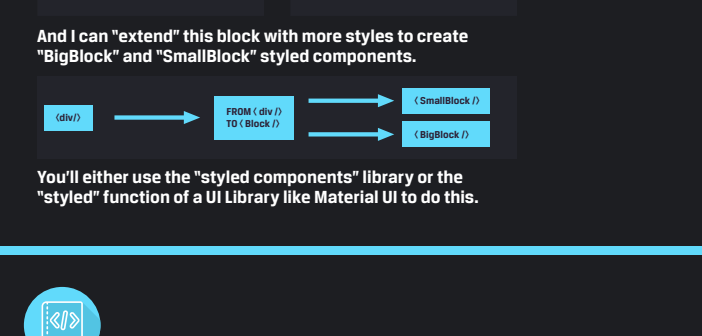 And I can "extend" this block with more styles to create
"BigBlock" and "SmallBlock" styled components.
<div/>
FROM < div />
TO < Block />
< SmallBlock />
< BigBlock />
You'll either use the "styled components" library or the
"styled" function of a UI Library like Material UI to do this.
</>